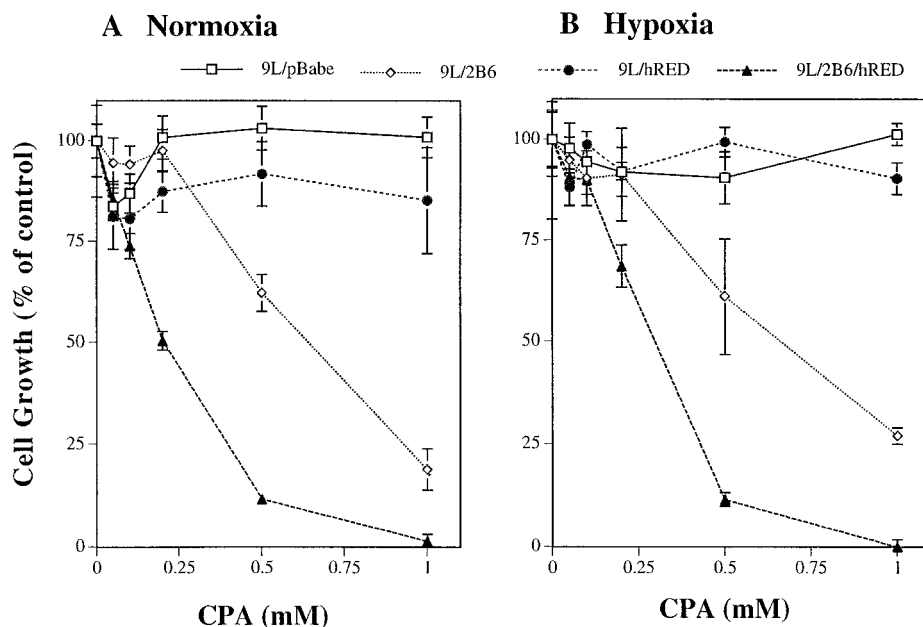 A Normoxia
B Hypoxia
9L/pBabe
9L/2B6
9L/hRED
9L/2B6/hRED
Cell Growth (% of control)
100
75
50
25
0
0
0.25
0.5
0.75
1
CPA (mM)
100
75
50
25
0
0
0.25
0.5
0.75
1
CPA (mM)